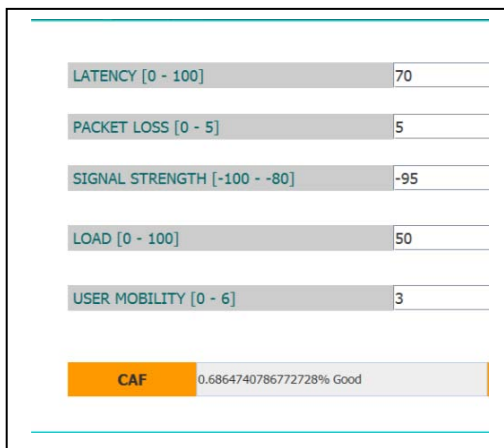 LATENCY [0 - 100] 70
PACKET LOSS [0 - 5] 5
SIGNAL STRENGTH [-100 - -80] -95
LOAD [0 - 100] 50
USER MOBILITY [0 - 6] 3
CAF 0.6864740786772728% Good